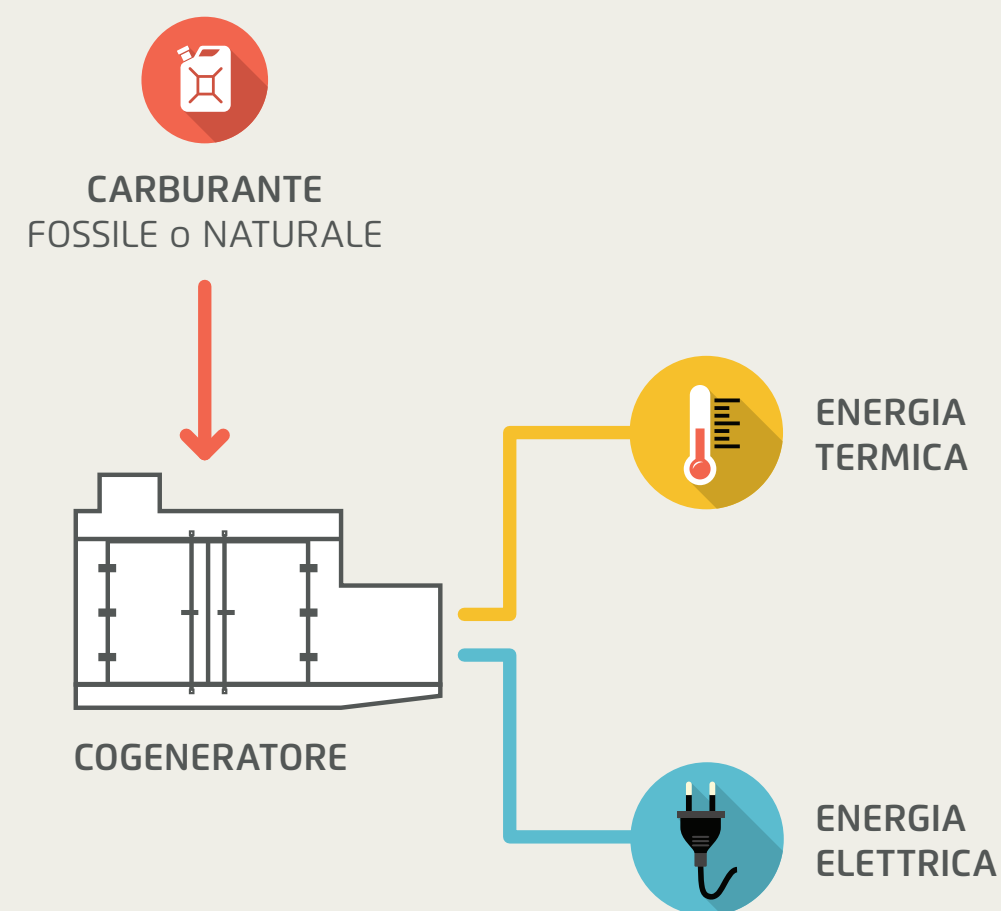 CARBURANTE
FOSSILE o NATURALE
ENERGIA
TERMICA
COGENERATORE
ENERGIA
ELETTRICA